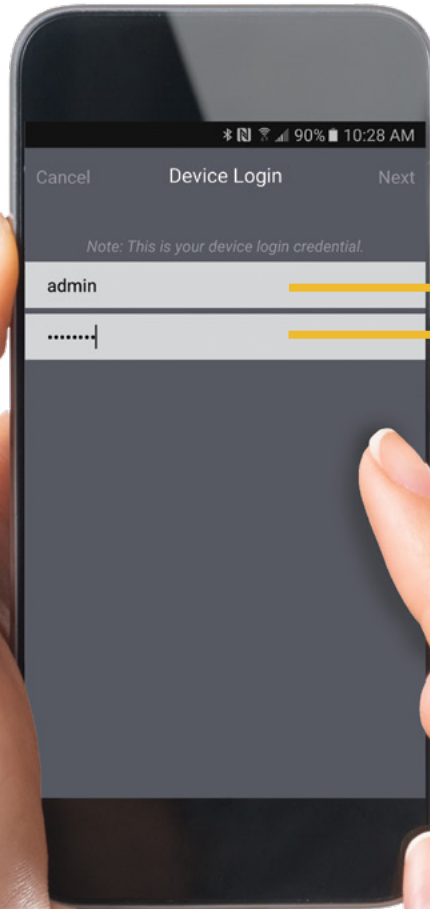 90% 10:28 AM
Cancel Device Login Next
Note: This is your device login credential.
admin
••••••••